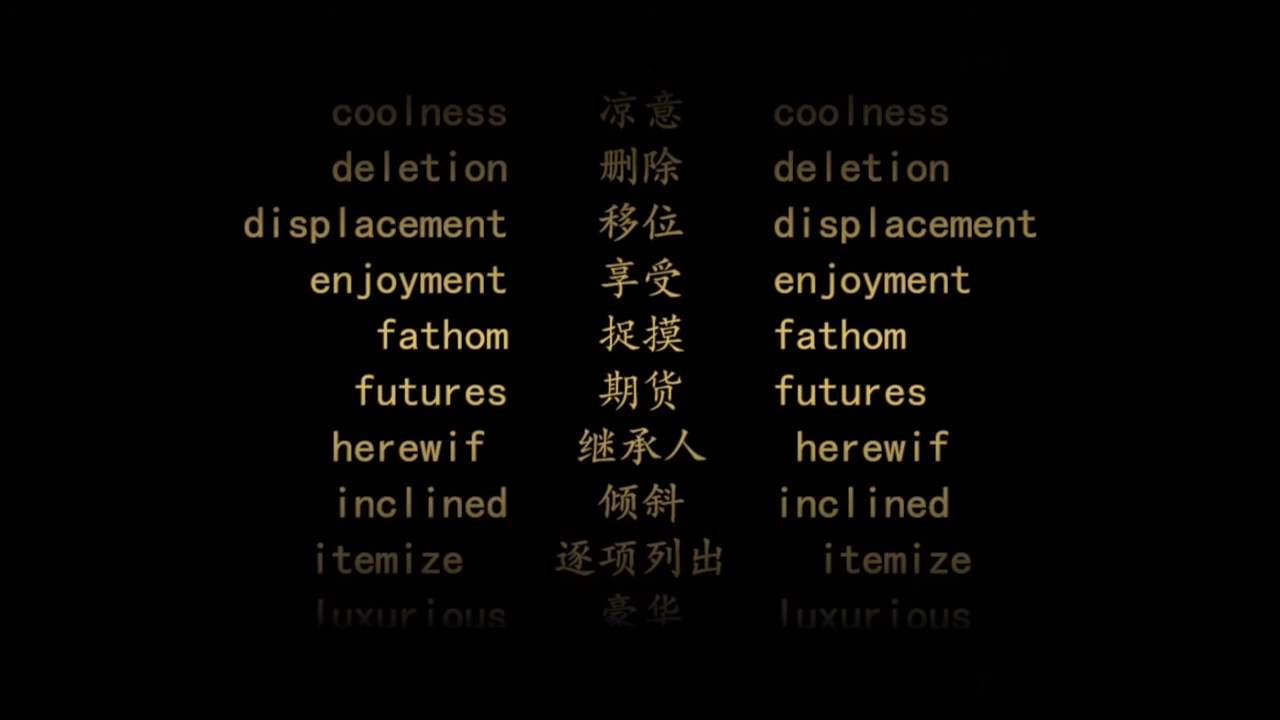 coolness 凉意 coolness
deletion 删除 deletion
displacement 移位 displacement
enjoyment 享受 enjoyment
fathom 捉摸 fathom
futures 期货 futures
herewif 继承人 herewif
inclined 倾斜 inclined
itemize 逐项列出 itemize
luxurious 豪华 luxurious